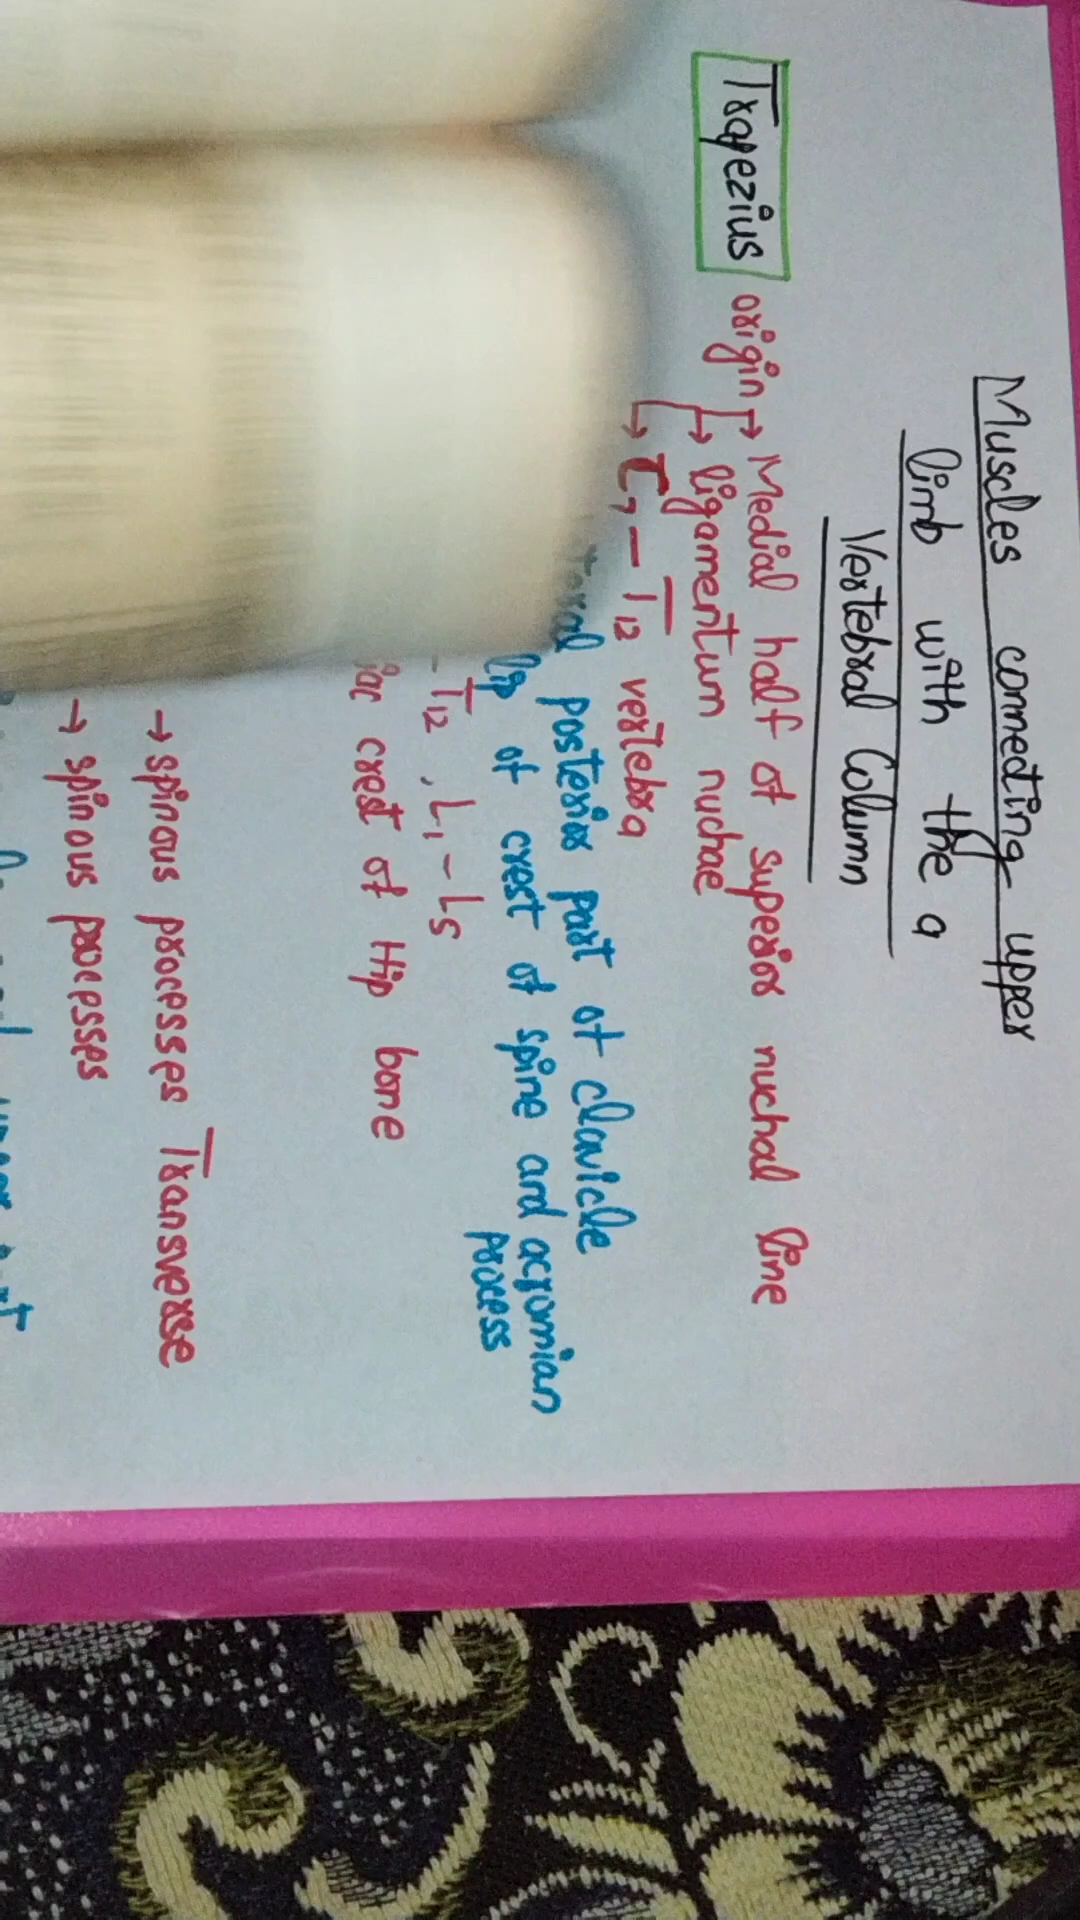 Muscles connecting upper
limb with the a
Vertebral Column
Trapezius origin → Medial half of superior nuchal line
→ ligamentum nuchae
→ C7 - T12 vertebra
posterior part of clavicle
lip of crest of spine and acromian
process
- T12, L1 - L5
crest of Hip bone
→ spinous processes Transverse
→ spinous processes